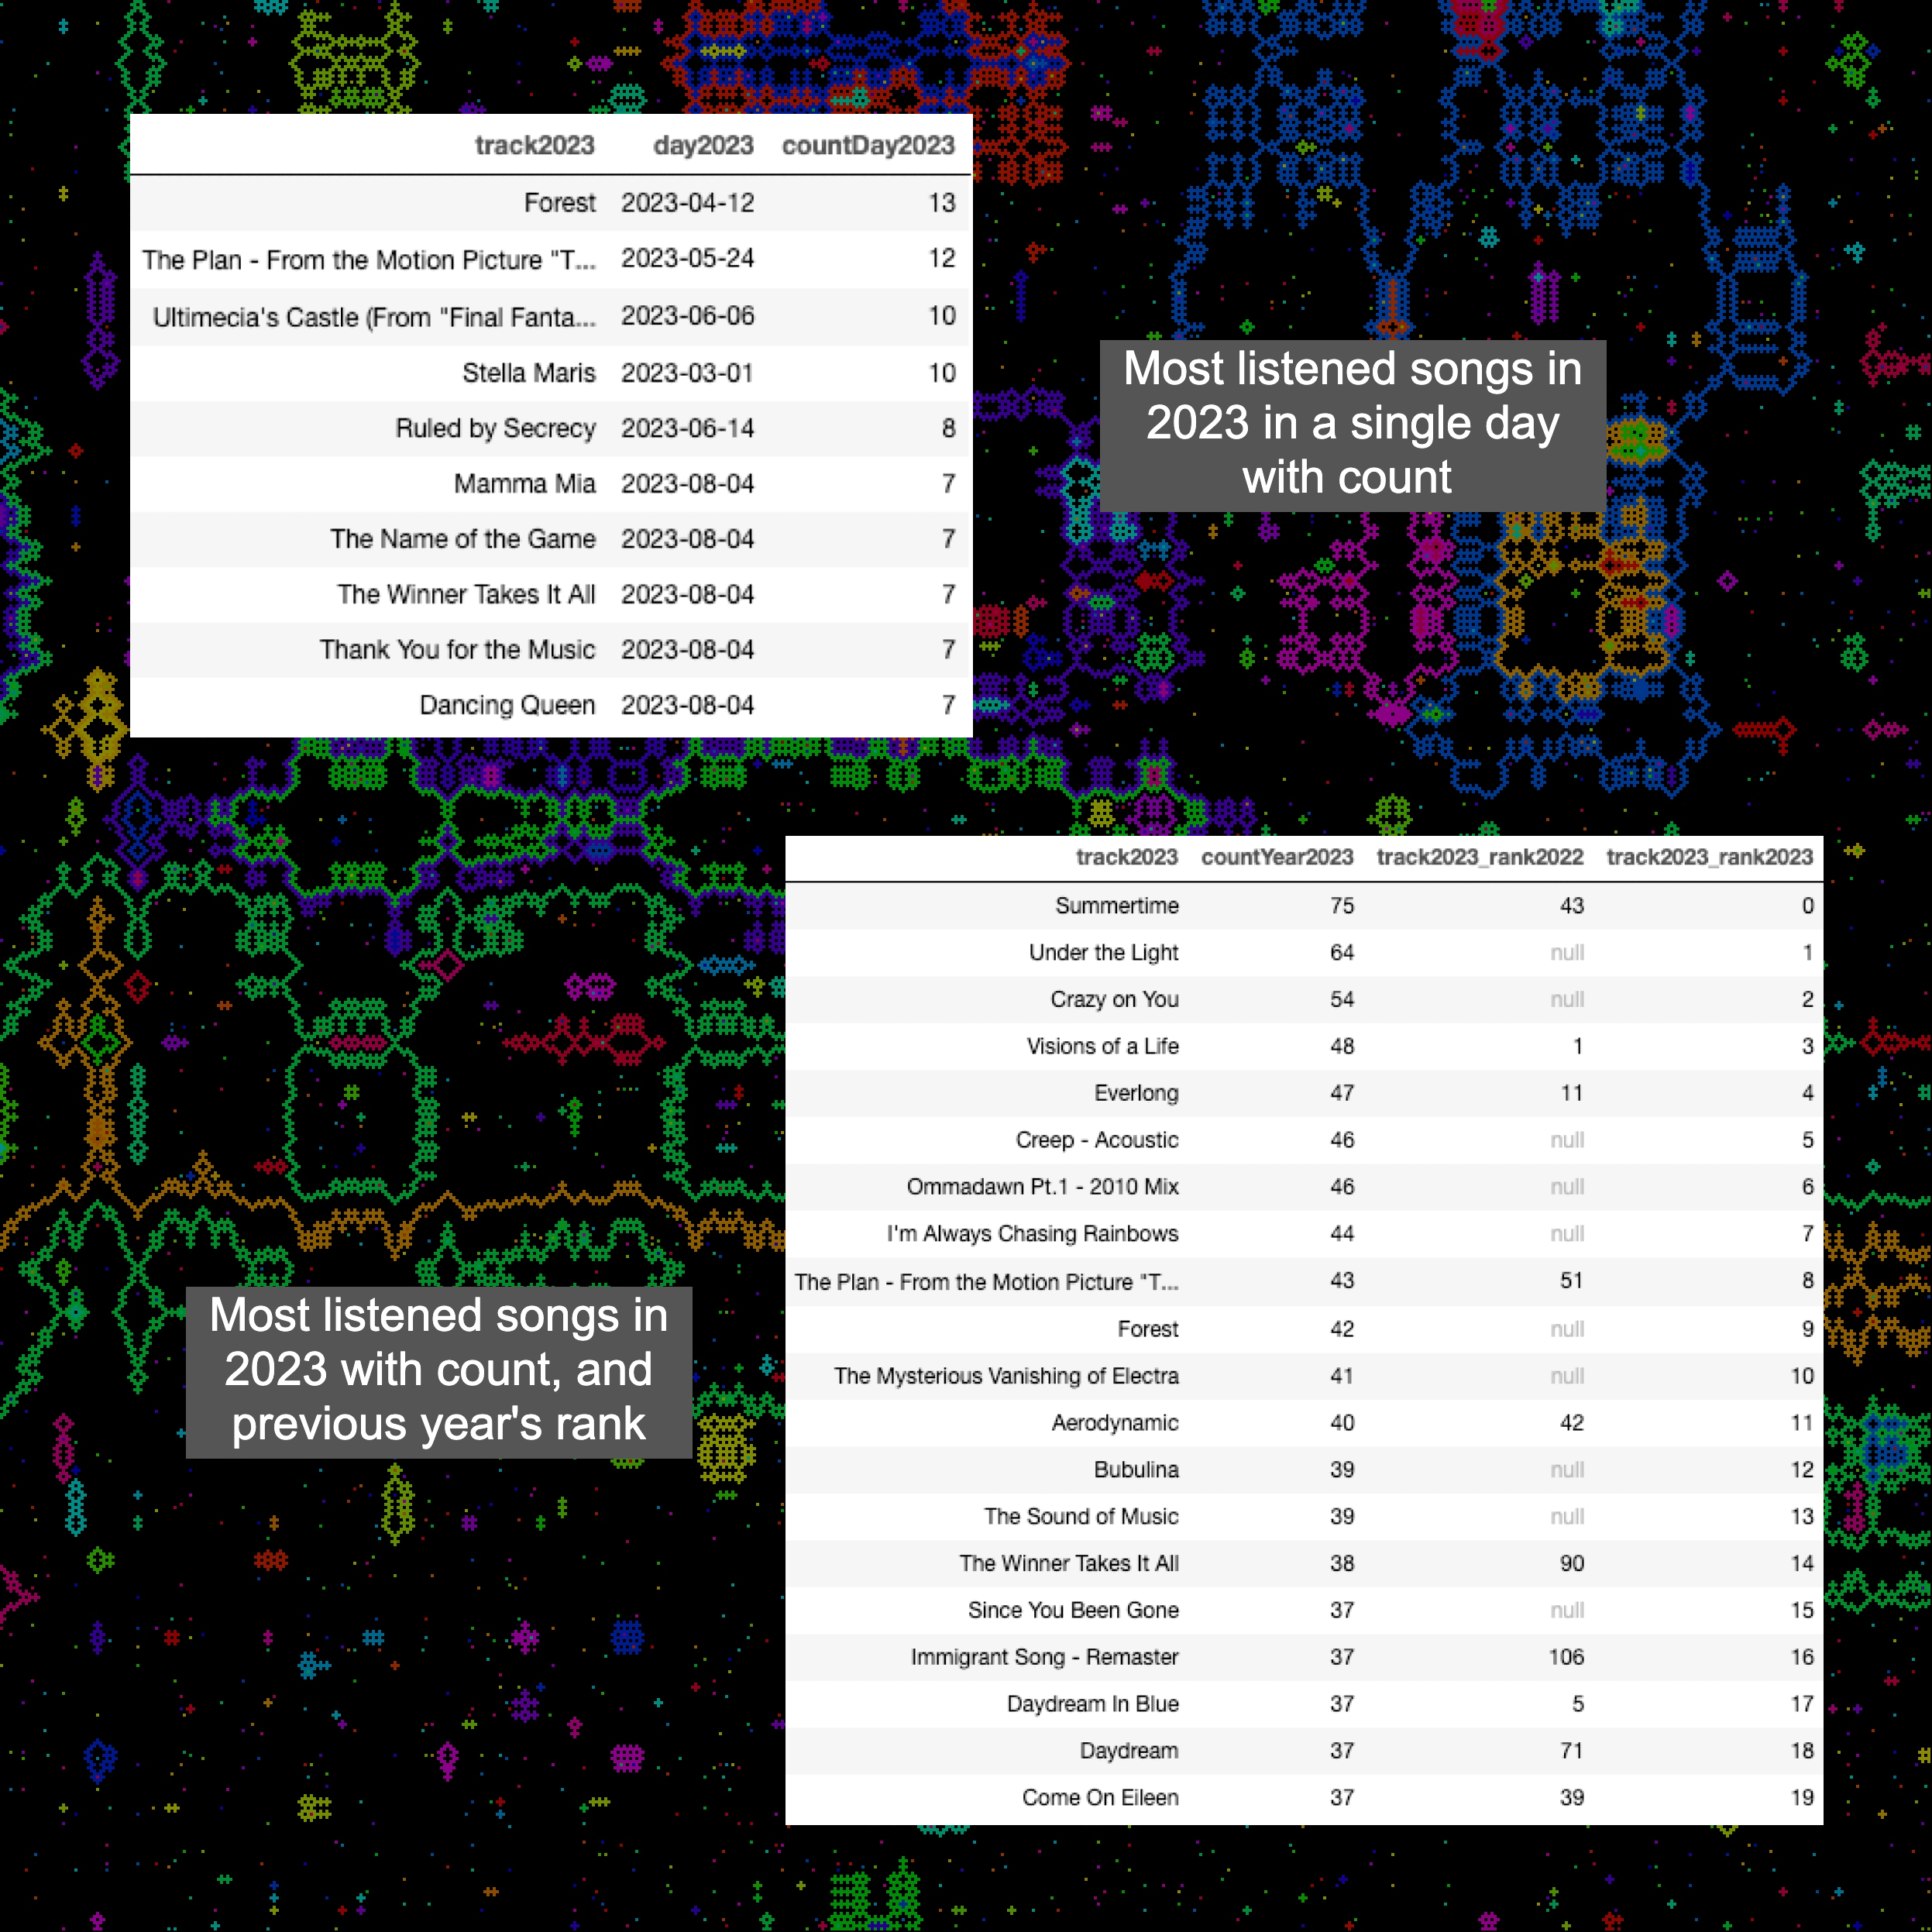 track2023 day2023 countDay2023
Forest 2023-04-12 13
The Plan - From the Motion Picture "T... 2023-05-24 12
Ultimecia's Castle (From "Final Fanta... 2023-06-06 10
Stella Maris 2023-03-01 10
Ruled by Secrecy 2023-06-14 8
Mamma Mia 2023-08-04 7
The Name of the Game 2023-08-04 7
The Winner Takes It All 2023-08-04 7
Thank You for the Music 2023-08-04 7
Dancing Queen 2023-08-04 7
Most listened songs in
2023 in a single day
with count
track2023 countYear2023 track2023_rank2022 track2023_rank2023
Summertime 75 43 0
Under the Light 64 null 1
Crazy on You 54 null 2
Visions of a Life 48 1 3
Everlong 47 11 4
Creep - Acoustic 46 null 5
Ommadawn Pt.1 - 2010 Mix 46 null 6
I'm Always Chasing Rainbows 44 null 7
The Plan - From the Motion Picture "T... 43 51 8
Forest 42 null 9
The Mysterious Vanishing of Electra 41 null 10
Aerodynamic 40 42 11
Bubulina 39 null 12
The Sound of Music 39 null 13
The Winner Takes It All 38 90 14
Since You Been Gone 37 null 15
Immigrant Song - Remaster 37 106 16
Daydream In Blue 37 5 17
Daydream 37 71 18
Come On Eileen 37 39 19
Most listened songs in
2023 with count, and
previous year's rank